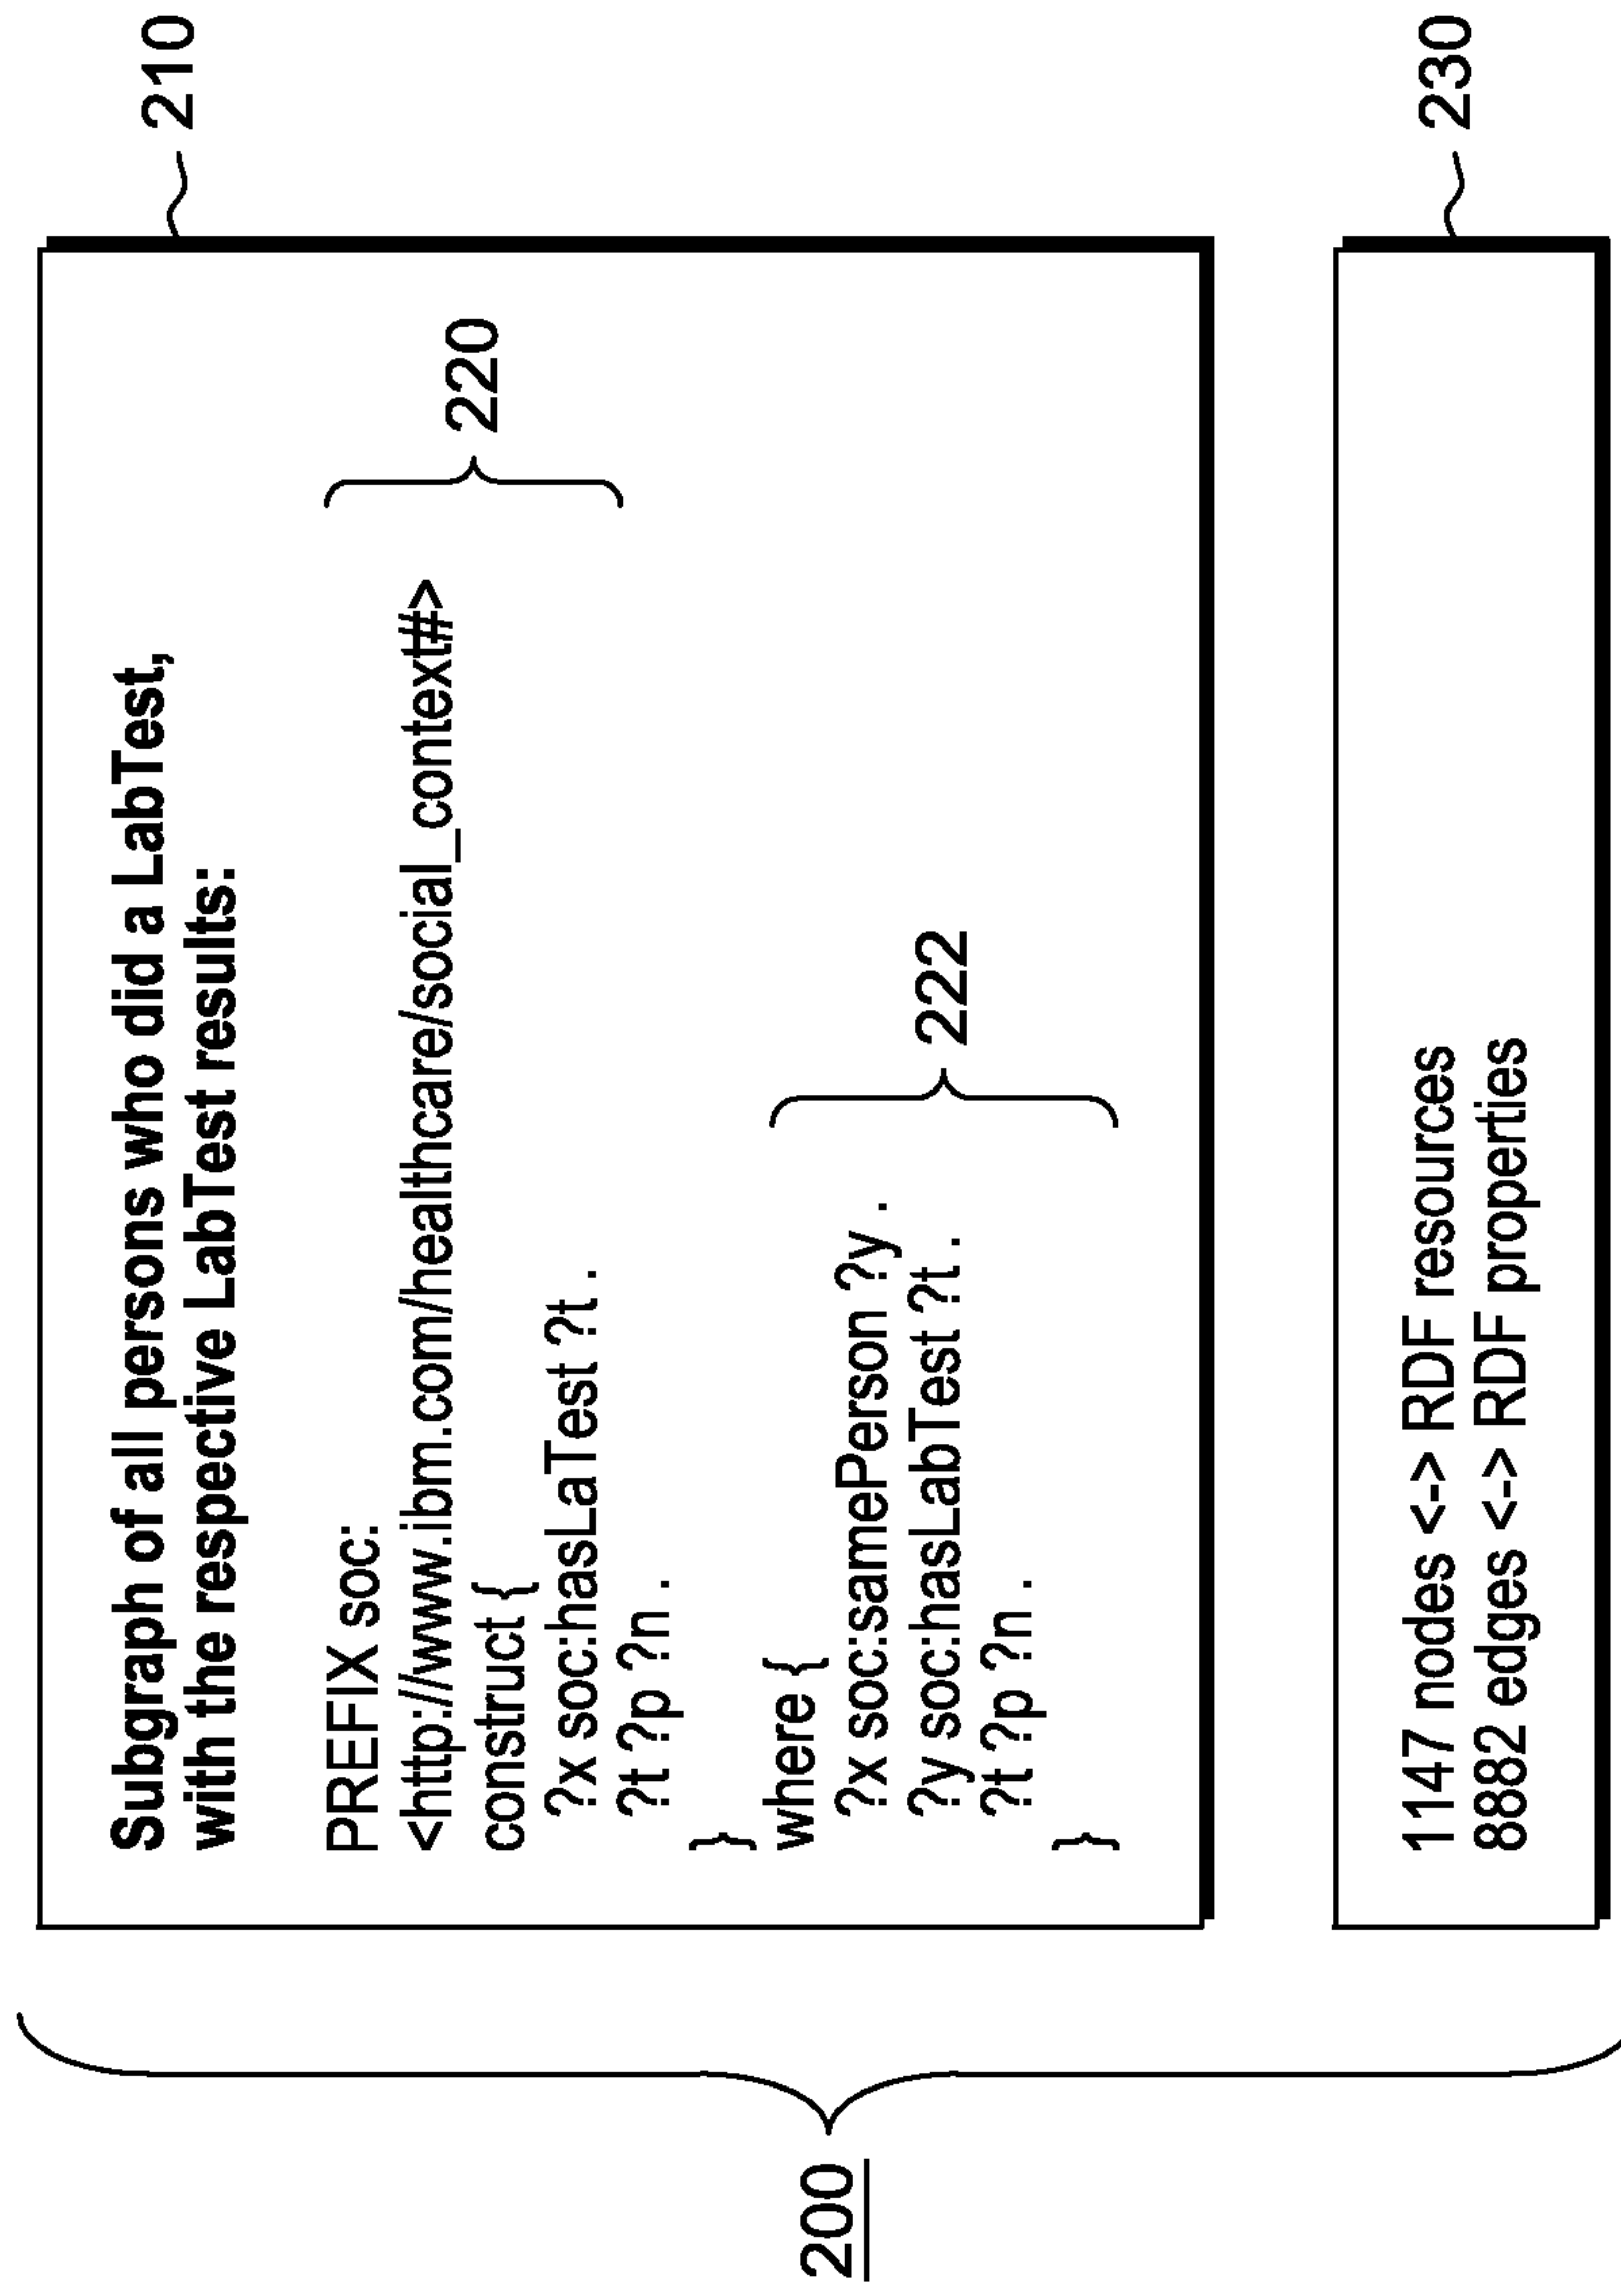 200
Subgraph of all persons who did a LabTest,
with the respective LabTest results:
210
PREFIX soc:
<http://www.ibm.com/healthcare/social_context#>
construct {
?x soc:hasLaTest ?t .
?t ?p ?n .
}
220
where {
?x soc:samePerson ?y .
?y soc:hasLabTest ?t .
?t ?p ?n .
}
222
1147 nodes <-> RDF resources
8882 edges <-> RDF properties
230